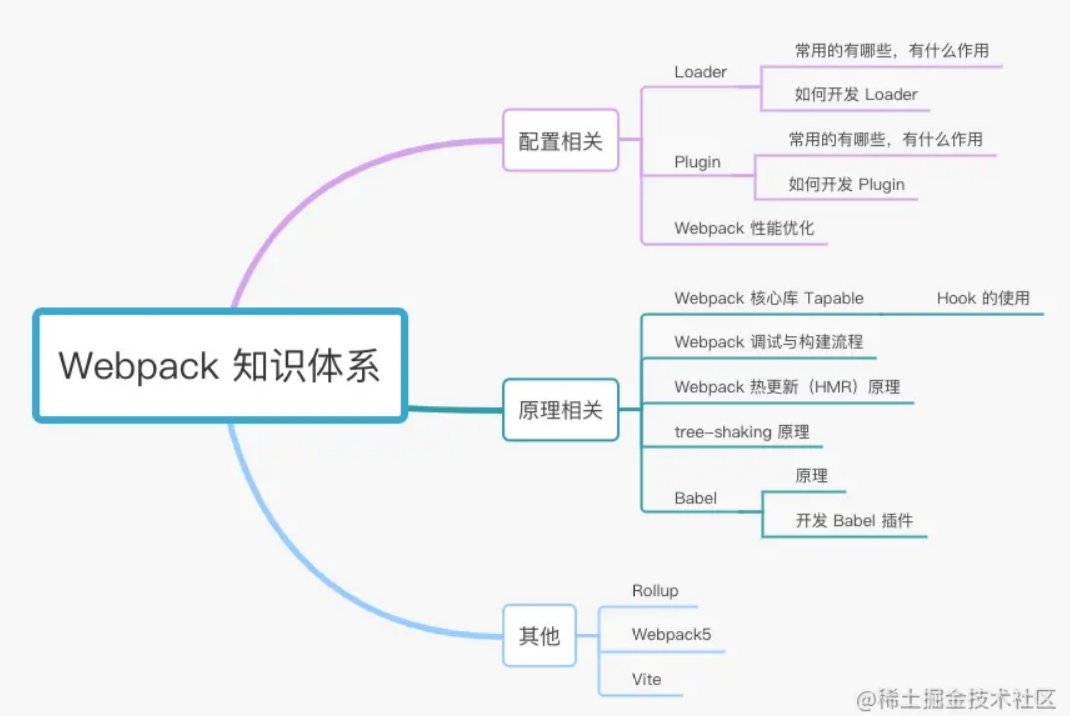 Webpack 知识体系
配置相关
Loader
常用的有哪些，有什么作用
如何开发 Loader
Plugin
常用的有哪些，有什么作用
如何开发 Plugin
Webpack 性能优化
原理相关
Webpack 核心库 Tapable
Hook 的使用
Webpack 调试与构建流程
Webpack 热更新（HMR）原理
tree-shaking 原理
Babel
原理
开发 Babel 插件
其他
Rollup
Webpack5
Vite
@稀土掘金技术社区